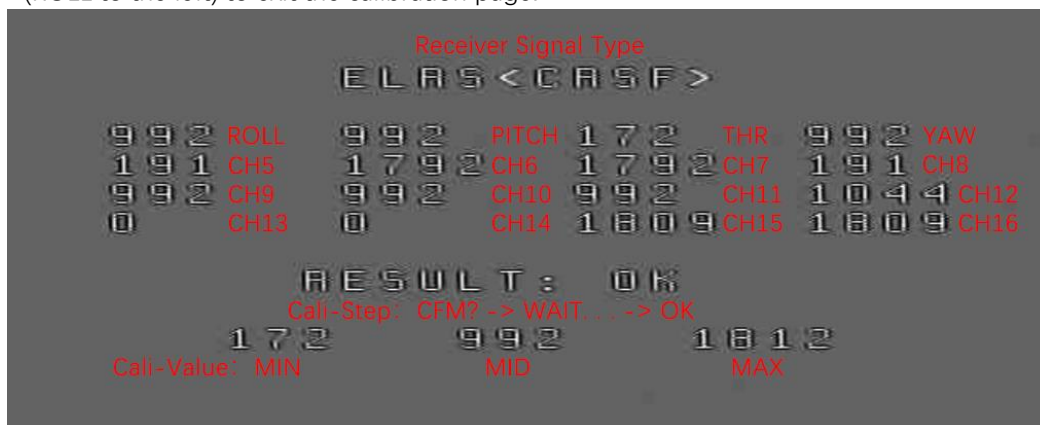 (ROLL to the left) to exit the calibration page.
Receiver Signal Type
ELRS<CRSF>
992 ROLL 992 PITCH 172 THR 992 YAW
191 CH5 1792 CH6 1792 CH7 191 CH8
992 CH9 992 CH10 992 CH11 1044 CH12
0 CH13 0 CH14 1809 CH15 1809 CH16
RESULT: OK
Cali-Step: CFM? -> WAIT... -> OK
172 992 1812
Cali-Value: MIN MID MAX